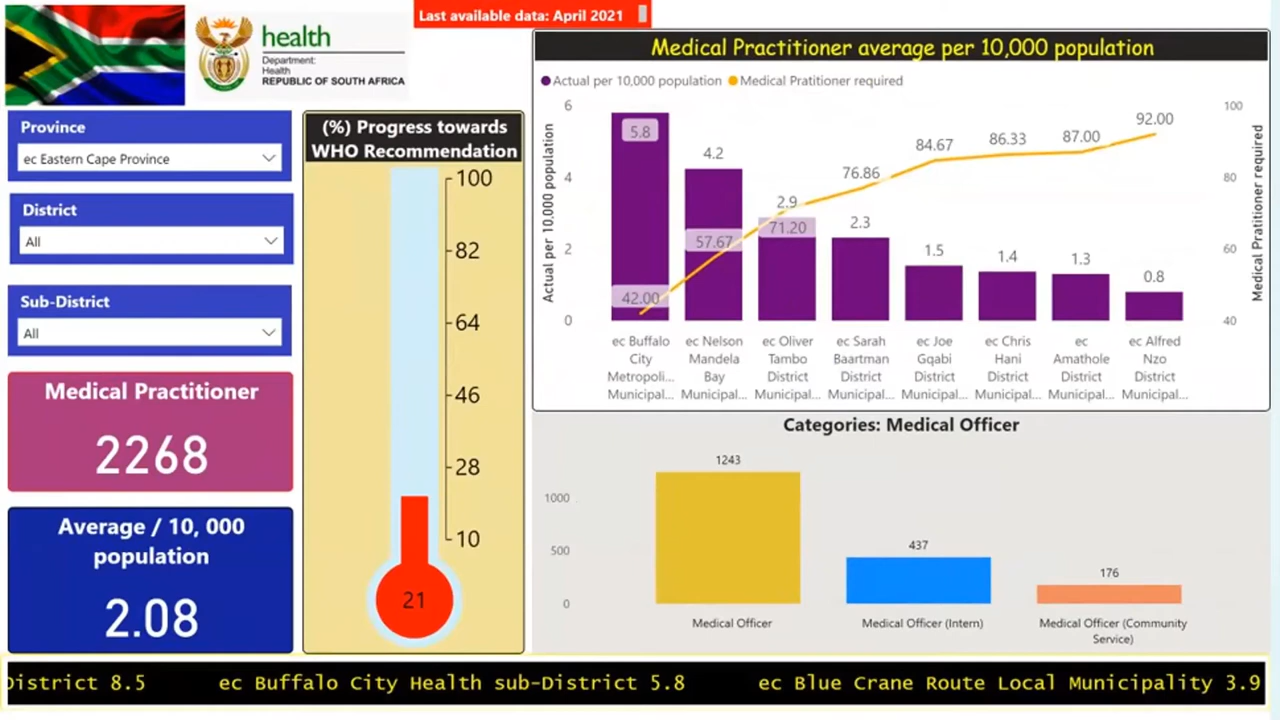 Last available data: April 2021
health
Department:
Health
REPUBLIC OF SOUTH AFRICA
Province
ec Eastern Cape Province
District
All
Sub-District
All
Medical Practitioner
2268
Average / 10, 000
population
2.08
(%) Progress towards
WHO Recommendation
100
82
64
46
28
10
21
Medical Practitioner average per 10,000 population
Actual per 10,000 population
Medical Pratitioner required
Actual per 10,000 population
6
4
2
0
5.8
4.2
2.9
2.3
1.5
1.4
1.3
0.8
42.00
57.67
71.20
76.86
84.67
86.33
87.00
92.00
100
80
60
40
Medical Pratitioner required
ec Buffalo
City
Metropoli...
Municipal...
ec Nelson
Mandela
Bay
Municipal...
ec Oliver
Tambo
District
Municipal...
ec Sarah
Baartman
District
Municipal...
ec Joe
Gqabi
District
Municipal...
ec Chris
Hani
District
Municipal...
ec
Amathole
District
Municipal...
ec Alfred
Nzo
District
Municipal...
Categories: Medical Officer
1000
500
0
1243
437
176
Medical Officer
Medical Officer (Intern)
Medical Officer (Community
Service)
District 8.5 ec Buffalo City Health sub-District 5.8 ec Blue Crane Route Local Municipality 3.9